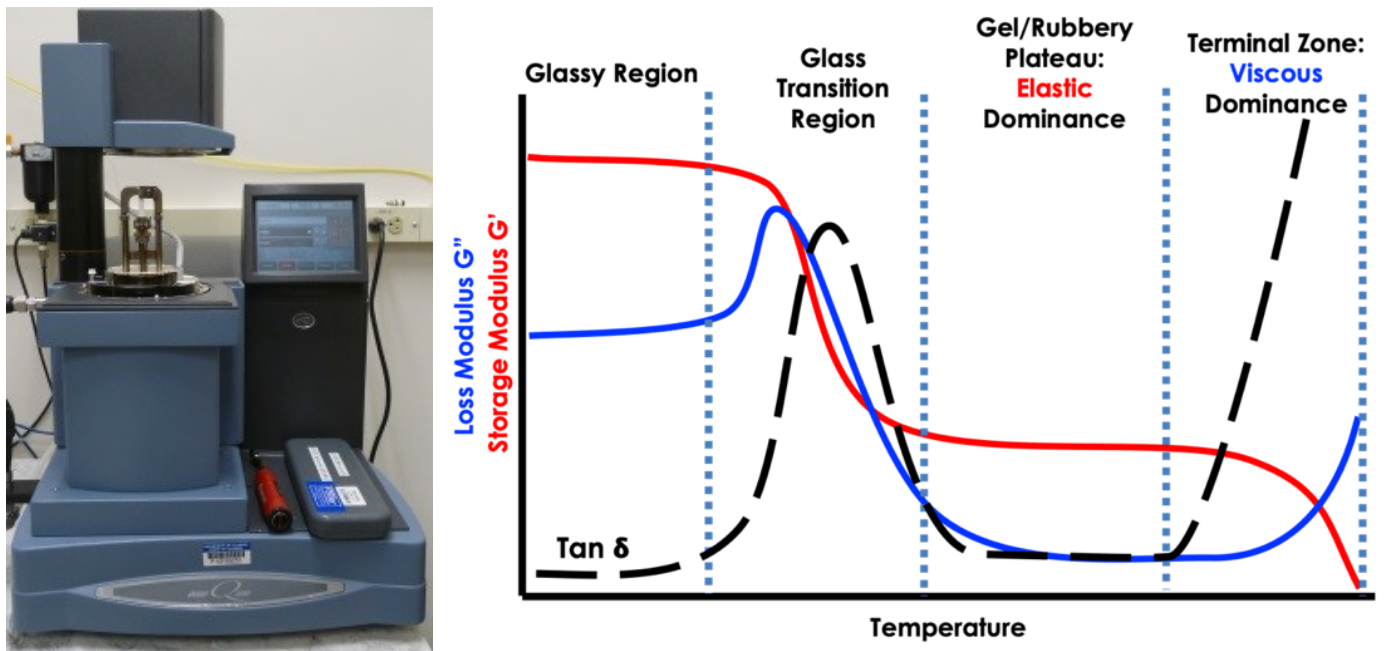 Glassy Region
Glass
Transition
Region
Gel/Rubbery
Plateau:
Elastic
Dominance
Terminal Zone:
Viscous
Dominance
Loss Modulus G"
Storage Modulus G'
Tan δ
Temperature
Q